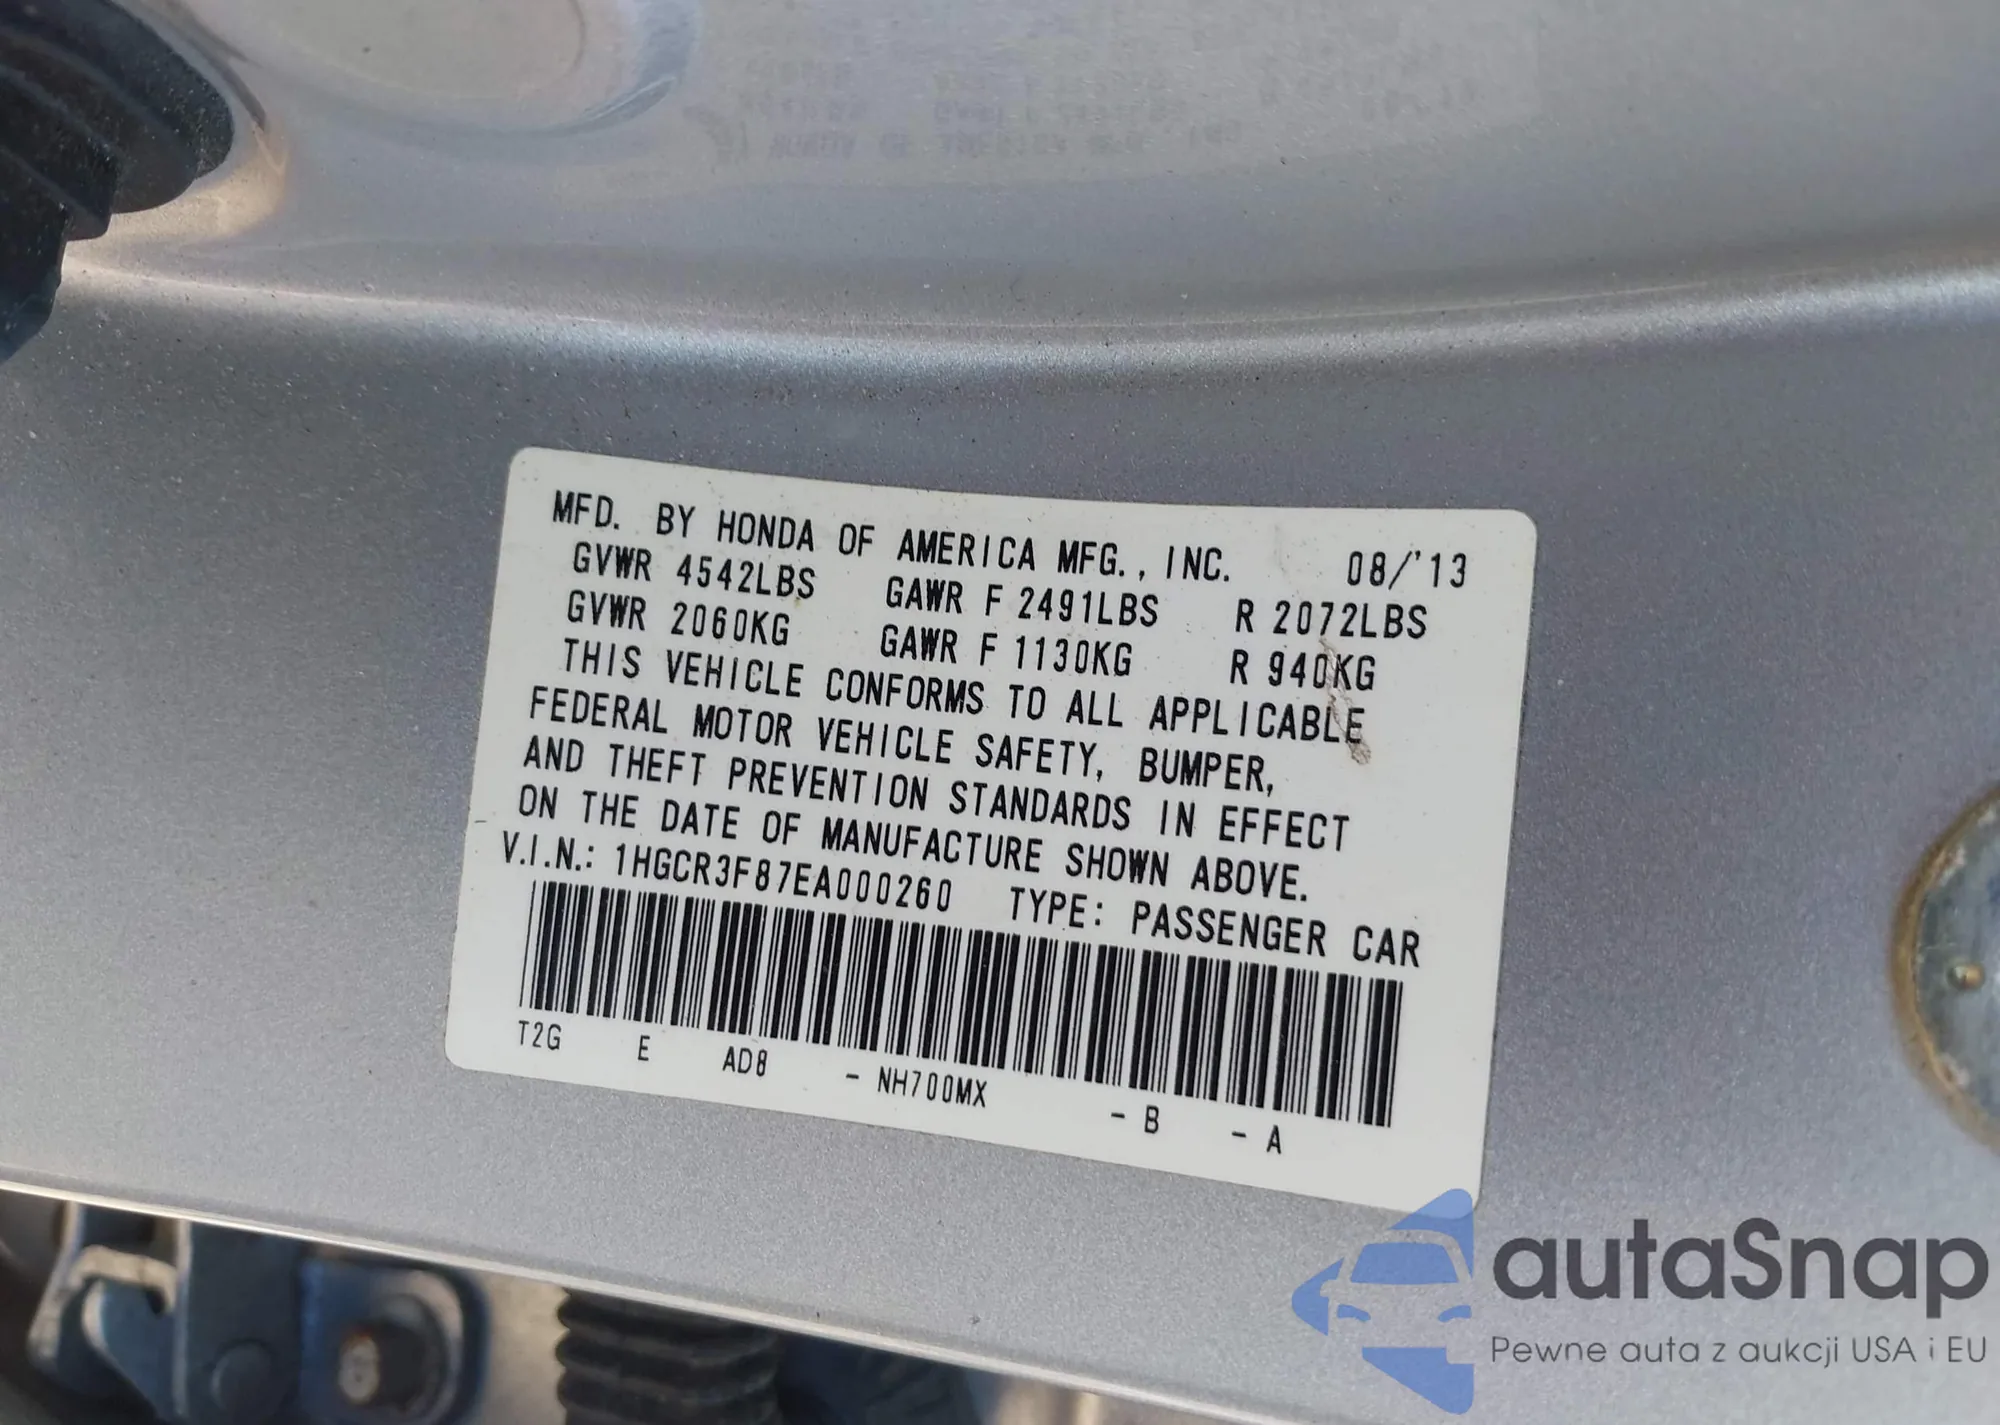 MFD. BY HONDA OF AMERICA MFG., INC. 08/'13
GVWR 4542LBS GAWR F 2491LBS R 2072LBS
GVWR 2060KG GAWR F 1130KG R 940KG
THIS VEHICLE CONFORMS TO ALL APPLICABLE
FEDERAL MOTOR VEHICLE SAFETY, BUMPER,
AND THEFT PREVENTION STANDARDS IN EFFECT
ON THE DATE OF MANUFACTURE SHOWN ABOVE.
V.I.N.: 1HGCR3F87EA000260 TYPE: PASSENGER CAR
T2G E AD8 - NH700MX - B - A
autaSnap
Pewne auta z aukcji USA i EU